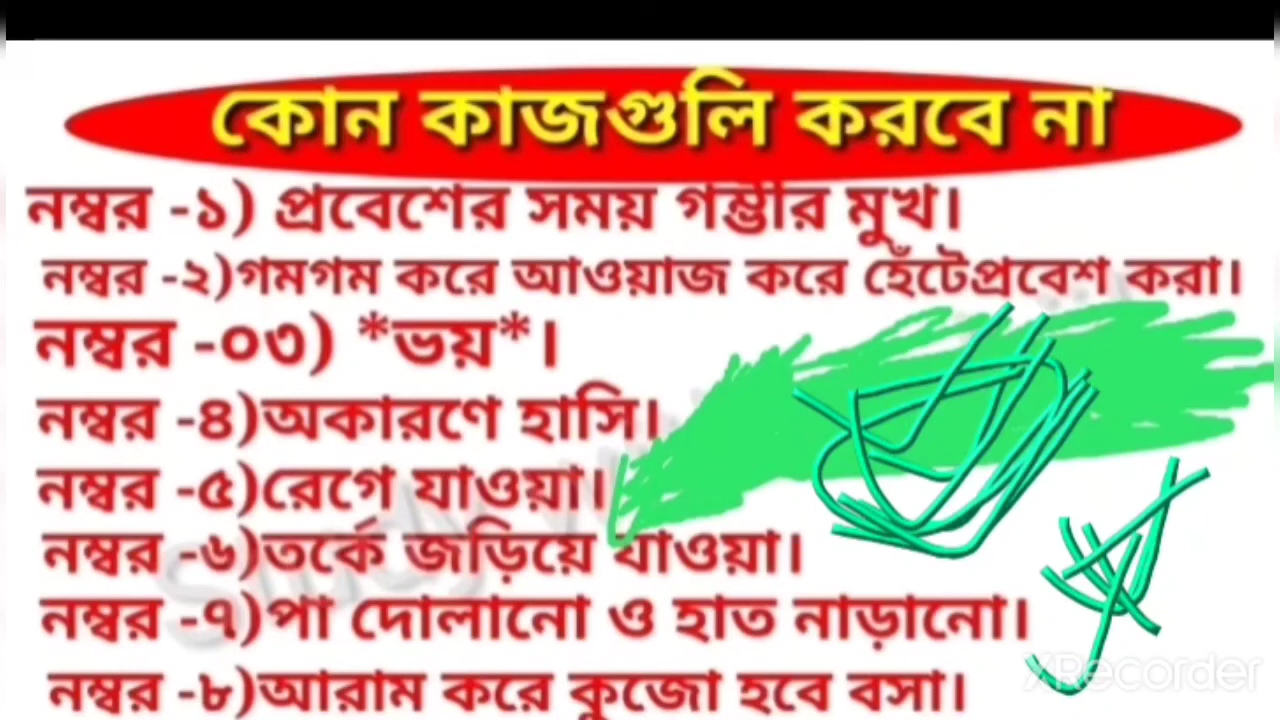 কোন কাজগুলি করবে না
নম্বর -১) প্রবেশের সময় গম্ভীর মুখ।
নম্বর -২)গমগম করে আওয়াজ করে হেঁটেপ্রবেশ করা।
নম্বর -০৩) *ভয়*।
নম্বর -৪)অকারণে হাসি।
নম্বর -৫)রেগে যাওয়া।
নম্বর -৬)তর্কে জড়িয়ে যাওয়া।
নম্বর -৭)পা দোলানো ও হাত নাড়ানো।
নম্বর -৮)আরাম করে কুজো হবে বসা।
Study
XRecorder